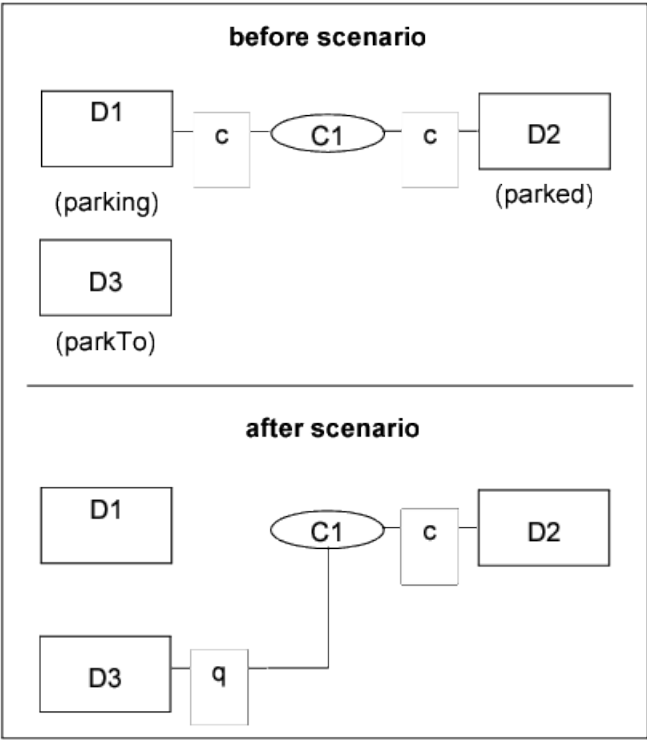 before scenario
D1 c C1 c D2
(parking) (parked)
D3
(parkTo)
after scenario
D1 C1 c D2
D3 q